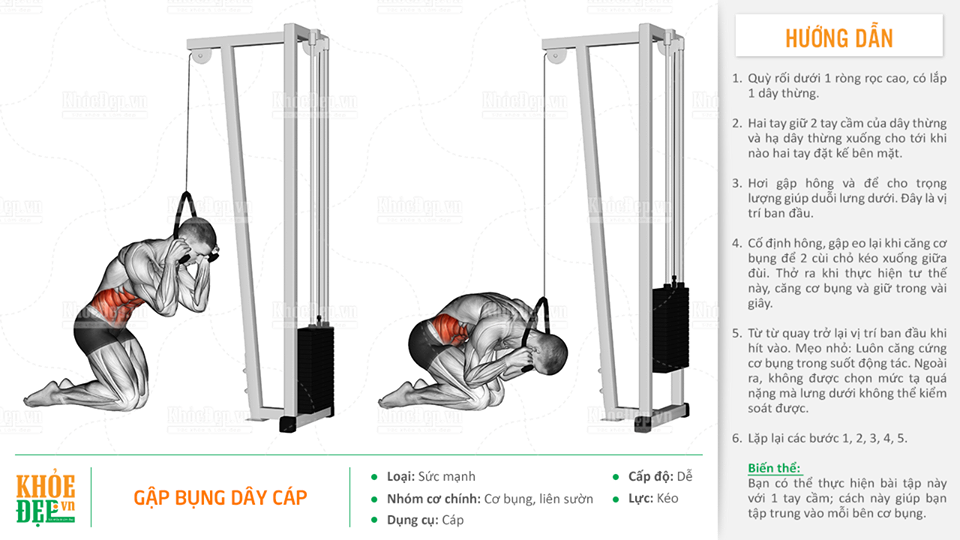 HƯỚNG DẪN
1. Quỳ rối dưới 1 ròng rọc cao, có lắp
1 dây thừng.
2. Hai tay giữ 2 tay cầm của dây thừng
và hạ dây thừng xuống cho tới khi
nào hai tay đặt kế bên mặt.
3. Hơi gập hông và để cho trọng
lượng giúp duỗi lưng dưới. Đây là vị
trí ban đầu.
4. Cố định hông, gập eo lại khi căng cơ
bụng để 2 cùi chỏ kéo xuống giữa
đùi. Thở ra khi thực hiện tư thế
này, căng cơ bụng và giữ trong vài
giây.
5. Từ từ quay trở lại vị trí ban đầu khi
hít vào. Mẹo nhỏ: Luôn căng cứng
cơ bụng trong suốt động tác. Ngoài
ra, không được chọn mức tạ quá
nặng mà lưng dưới không thể kiểm
soát được.
6. Lặp lại các bước 1, 2, 3, 4, 5.
Biến thể:
Bạn có thể thực hiện bài tập này
với 1 tay cầm; cách này giúp bạn
tập trung vào mỗi bên cơ bụng.
KHỎE
ĐẸP.vn
GẬP BỤNG DÂY CÁP
Loại: Sức mạnh
Nhóm cơ chính: Cơ bụng, liên sườn
Dụng cụ: Cáp
Cấp độ: Dễ
Lực: Kéo
KhỏeĐẹp.vn